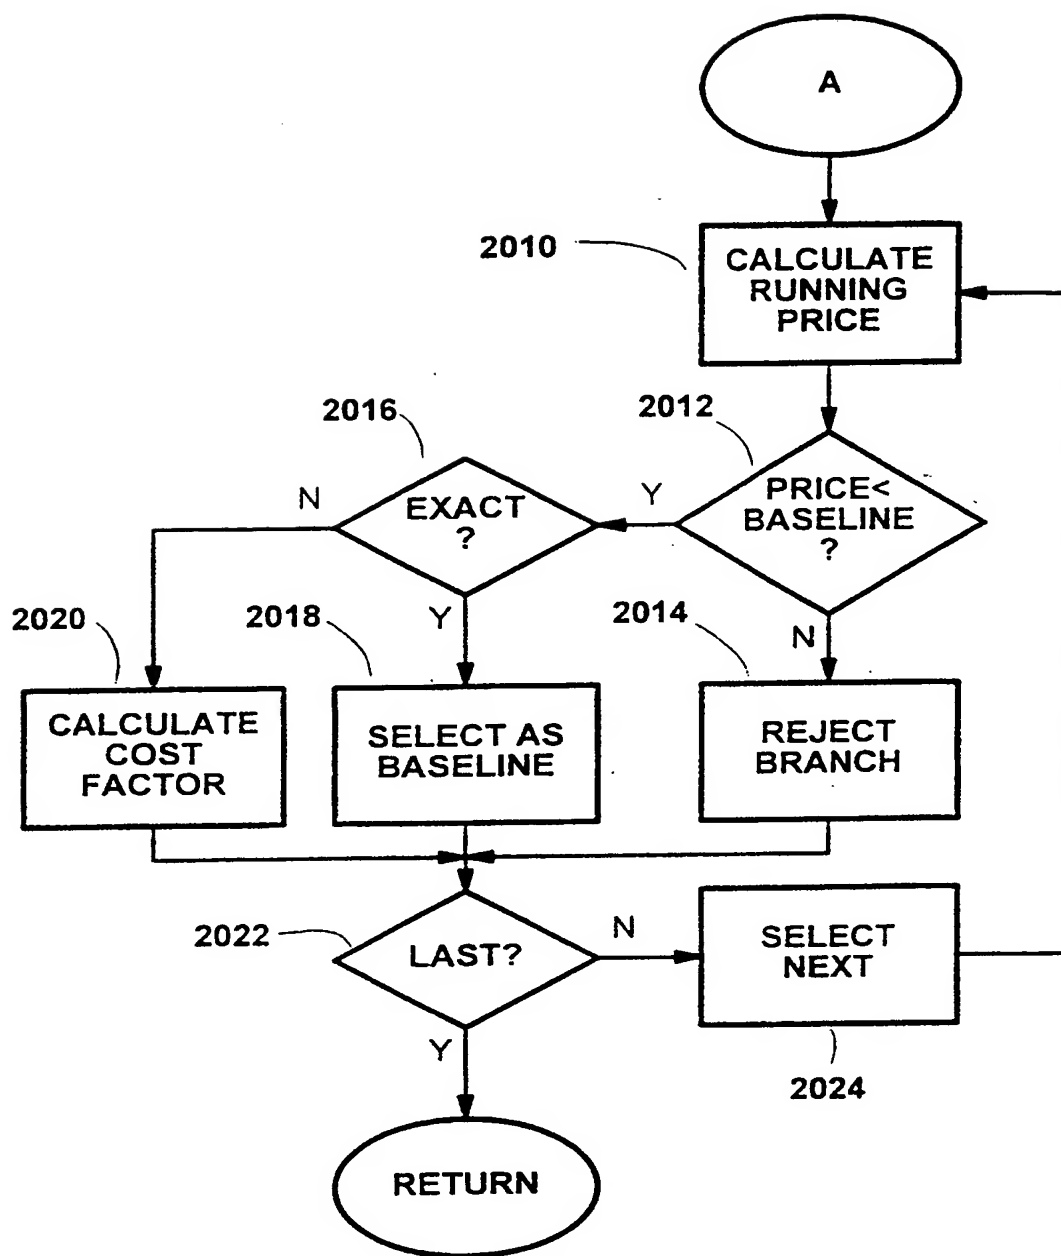 A
2010
CALCULATE
RUNNING
PRICE
2016
2012
N
EXACT
?
Y
PRICE<
BASELINE
?
2020
2018
Y
2014
N
CALCULATE
COST
FACTOR
SELECT AS
BASELINE
REJECT
BRANCH
2022
LAST?
N
SELECT
NEXT
Y
2024
RETURN